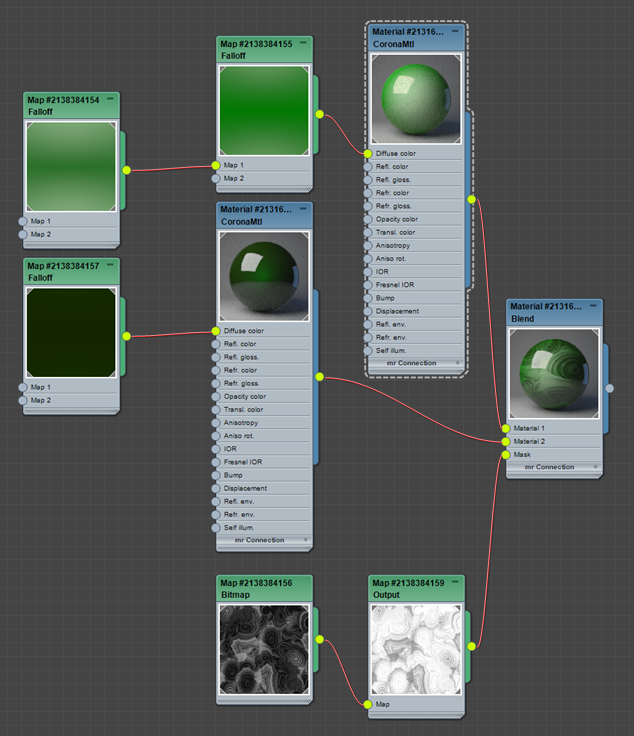 Map #2138384154
Falloff
Map 1
Map 2
Map #2138384155
Falloff
Map 1
Map 2
Material #21316...
CoronaMtl
Diffuse color
Refl. color
Refl. gloss.
Refr. color
Refr. gloss.
Opacity color
Transl. color
Anisotropy
Aniso rot.
IOR
Fresnel IOR
Bump
Displacement
Refl. env.
Refr. env.
Self illum.
mr Connection
Map #2138384157
Falloff
Map 1
Map 2
Material #21316...
CoronaMtl
Diffuse color
Refl. color
Refl. gloss.
Refr. color
Refr. gloss.
Opacity color
Transl. color
Anisotropy
Aniso rot.
IOR
Fresnel IOR
Bump
Displacement
Refl. env.
Refr. env.
Self illum.
mr Connection
Material #21316...
Blend
Material 1
Material 2
Mask
mr Connection
Map #2138384156
Bitmap
Map #2138384159
Output
Map